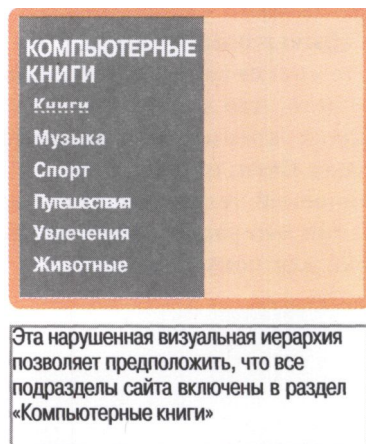 КОМПЬЮТЕРНЫЕ
КНИГИ
Книги
Музыка
Спорт
Путешествия
Увлечения
Животные
Эта нарушенная визуальная иерархия
позволяет предположить, что все
подразделы сайта включены в раздел
«Компьютерные книги»